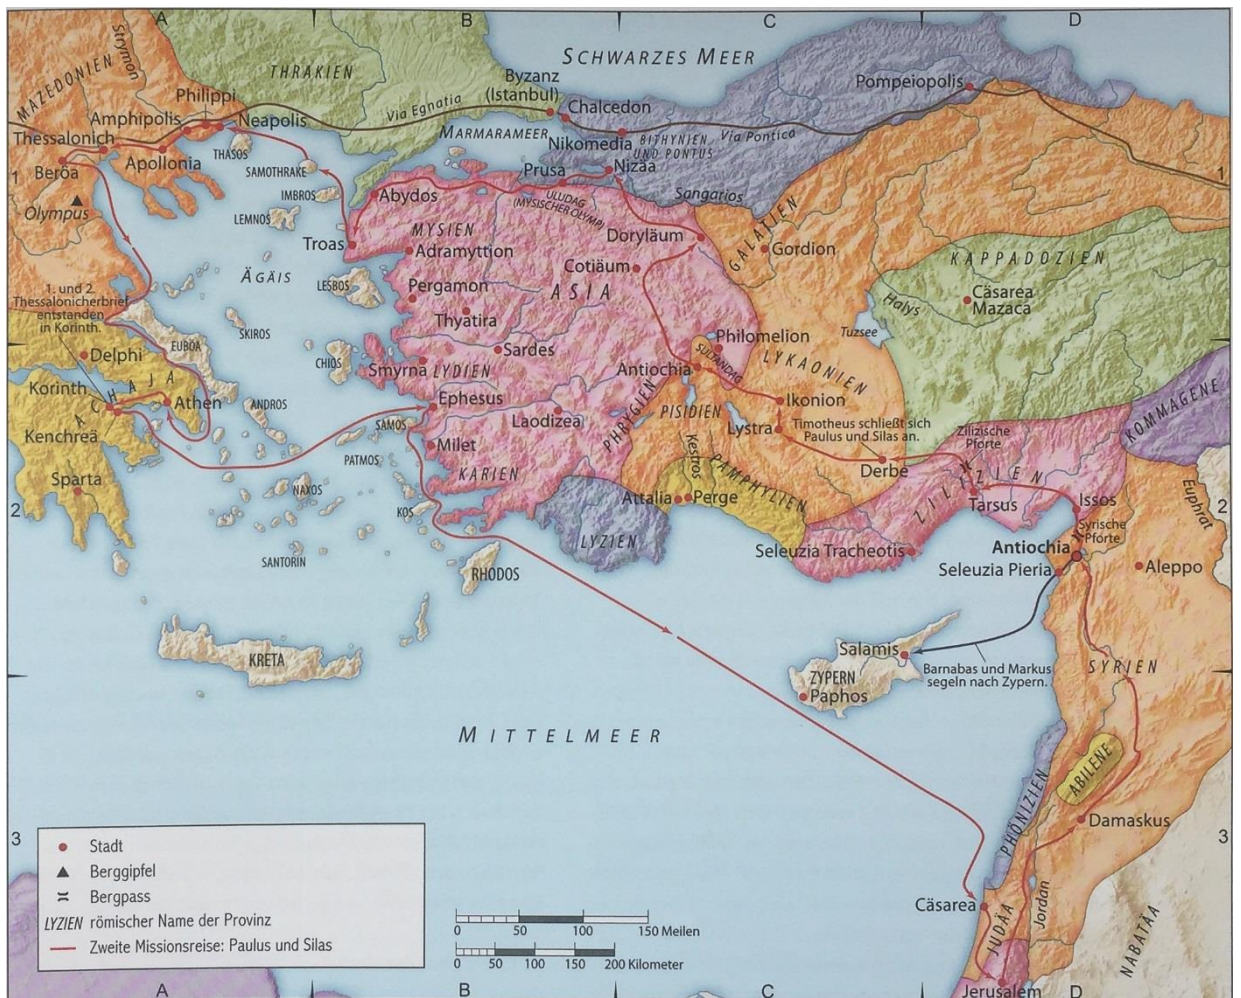 A
B
C
D
SCHWARZES MEER
Strymon
THRAKIEN
MAZEDONIEN
Byzanz
(Istanbul)
Pompeiopolis
Philippi
Via Egnatia
Chalcedon
Amphipolis
Neapolis
MARMARAMEER
Via Pontica
Thessalonich
Nikomedia
BITHYNIEN
UND PONTUS
Apollonia
THASOS
Beröa
SAMOTHRAKE
Prusa
Nizäa
1
1
Abydos
IMBROS
ULUDAG
(MYSISCHER OLYMP)
Sangarios
Olympus
LEMNOS
MYSIEN
GALATIEN
Troas
Adramyttion
Doryläum
Gordion
KAPPADOZIEN
ÄGÄIS
Cotiäum
LESBOS
Pergamon
ASIA
1. und 2.
Thessalonicherbrief
entstanden
in Korinth.
Halys
Cäsarea
Mazaca
Thyatira
SKIROS
Tuzsee
EUBÖA
Philomelion
Delphi
CHIOS
Sardes
SULTANDAG
LYKAONIEN
Smyrna
LYDIEN
Antiochia
Korinth
ACHAJA
Athen
Ephesus
PHRYGIEN
PISIDIEN
Ikonion
KOMMAGENE
ANDROS
SAMOS
Laodizea
Lystra
Timotheus schließt sich
Paulus und Silas an.
Zilizische
Pforte
Kenchreä
Milet
Kestros
PATMOS
Derbe
ZILIZIEN
Sparta
KARIEN
PAMPHYLIEN
NAXOS
Attalia
Perge
Tarsus
Issos
Euphrat
2
2
KOS
Syrische
Pforte
LYZIEN
Seleuzia Tracheotis
Antiochia
SANTORIN
RHODOS
Seleuzia Pieria
Aleppo
KRETA
Salamis
ZYPERN
Paphos
Barnabas und Markus
segeln nach Zypern.
SYRIEN
MITTELMEER
ABILENE
PHÖNIZIEN
Damaskus
3
3
Stadt
Berggipfel
Bergpass
LYZIEN römischer Name der Provinz
Zweite Missionsreise: Paulus und Silas
0 50 100 150 Meilen
0 50 100 150 200 Kilometer
Cäsarea
JUDÄA
Jordan
NABATÄA
Jerusalem
A
B
C
D